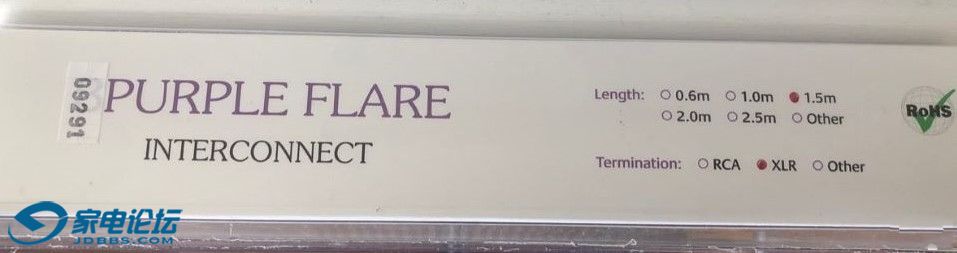 09291
PURPLE FLARE
INTERCONNECT
Length: 0.6m 1.0m 1.5m
2.0m 2.5m Other
Termination: RCA XLR Other
RoHS
家电论坛
JDBBS.COM